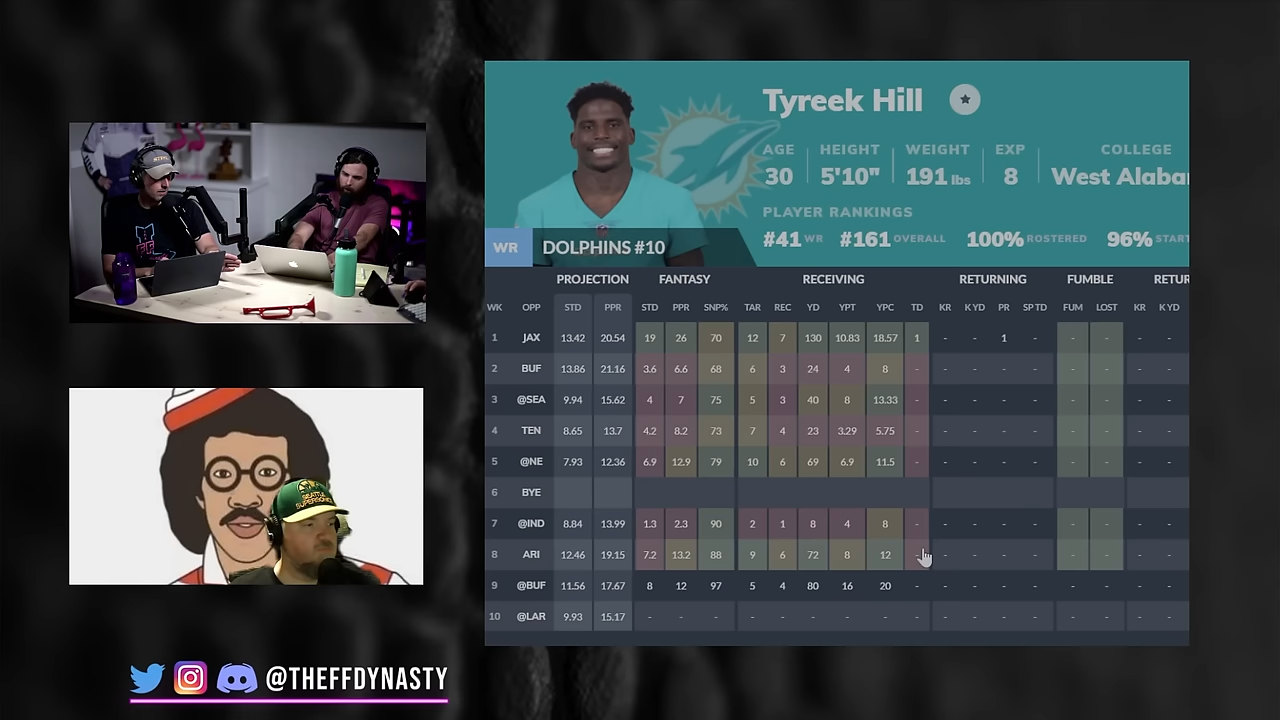 Tyreek Hill
AGE HEIGHT WEIGHT EXP COLLEGE
30 5'10" 191 lbs 8 West Alabar
PLAYER RANKINGS
#41 WR #161 OVERALL 100% ROSTERED 96% START
WR DOLPHINS #10
PROJECTION FANTASY RECEIVING RETURNING FUMBLE RETUR
WK OPP STD PPR STD PPR SNP% TAR REC YD YPT YPC TD KR K YD PR SP TD FUM LOST KR K YD
1 JAX 13.42 20.54 19 26 70 12 7 130 10.83 18.57 1 - - 1 - - - - -
2 BUF 13.86 21.16 3.6 6.6 68 6 3 24 4 8 - - - - - - - - -
3 @SEA 9.94 15.62 4 7 75 5 3 40 8 13.33 - - - - - - - - -
4 TEN 8.65 13.7 4.2 8.2 73 7 4 23 3.29 5.75 - - - - - - - - -
5 @NE 7.93 12.36 6.9 12.9 79 10 6 69 6.9 11.5 - - - - - - - - -
6 BYE
7 @IND 8.84 13.99 1.3 2.3 90 2 1 8 4 8 - - - - - - - - -
8 ARI 12.46 19.15 7.2 13.2 88 9 6 72 8 12 - - - - - - - - -
9 @BUF 11.56 17.67 8 12 97 5 4 80 16 20 - - - - - - - - -
10 @LAR 9.93 15.17 - - - - - - - - - - - - - - - - -
SEATTLE
SUPERSONICS
@THEFFDYNASTY